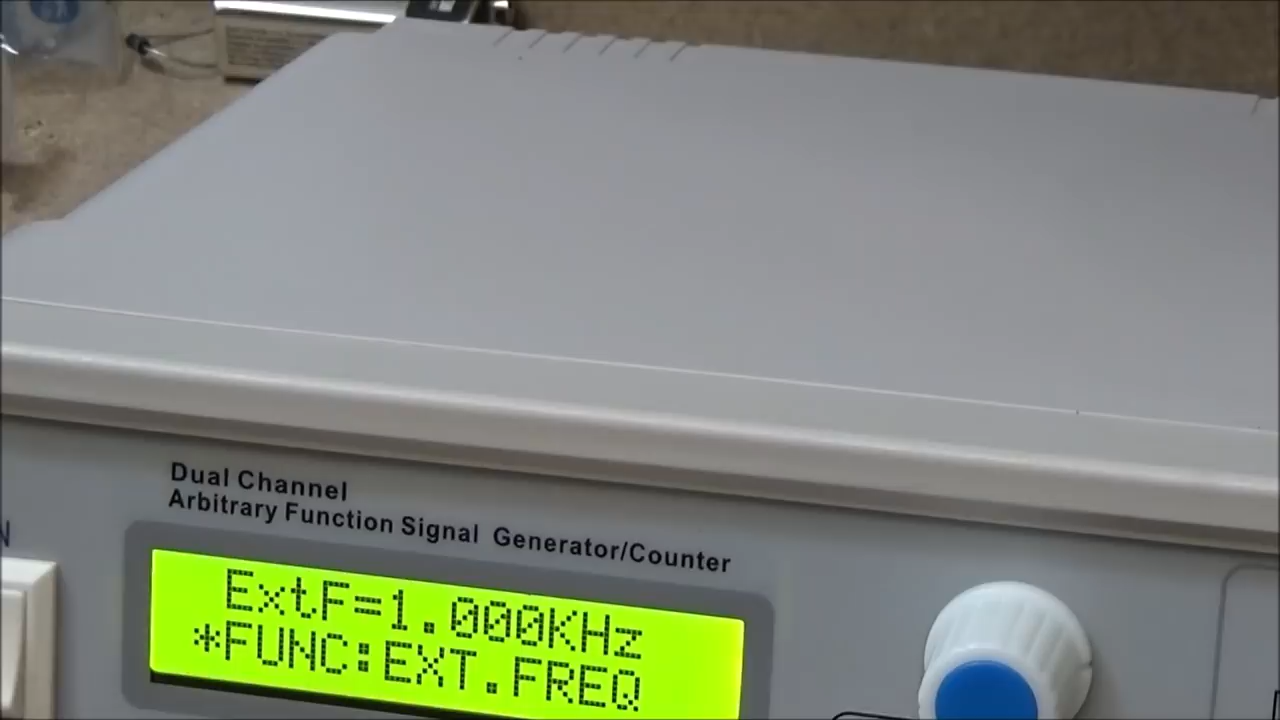 Dual Channel
Arbitrary Function Signal Generator/Counter
N
ExtF=1.000KHz
*FUNC:EXT.FREQ